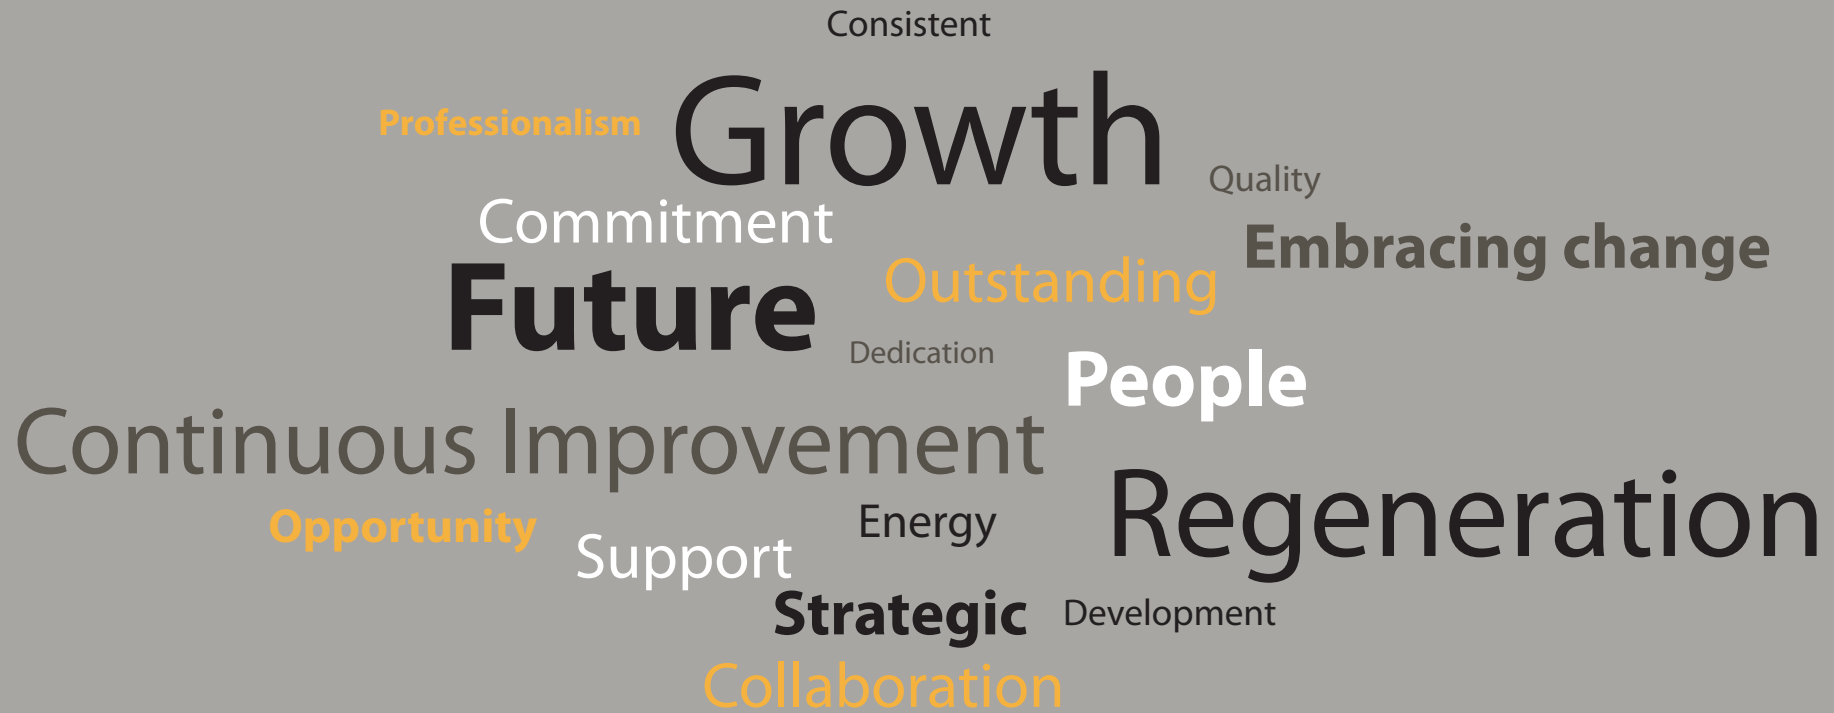 Consistent
Growth
Professionalism
Quality
Commitment
Embracing change
Outstanding
Future
Dedication
People
Continuous Improvement
Regeneration
Opportunity
Energy
Support
Strategic
Development
Collaboration